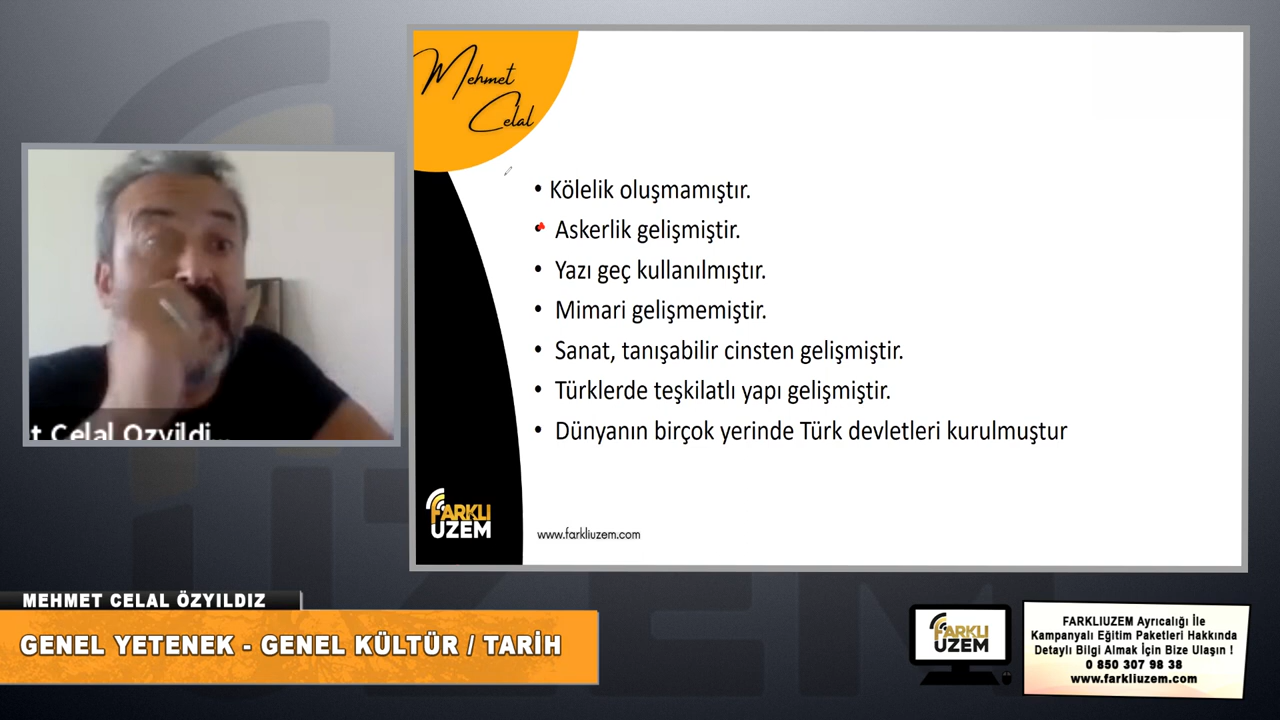 Mehmet
Celal
• Kölelik oluşmamıştır.
• Askerlik gelişmiştir.
• Yazı geç kullanılmıştır.
• Mimari gelişmemiştir.
• Sanat, tanışabilir cinsten gelişmiştir.
• Türklerde teşkilatlı yapı gelişmiştir.
• Dünyanın birçok yerinde Türk devletleri kurulmuştur
FARKLI
UZEM
www.farkliuzem.com
t Celal Ozyildi...
MEHMET CELAL ÖZYILDIZ
GENEL YETENEK - GENEL KÜLTÜR / TARİH
FARKLI
UZEM
FARKLIUZEM Ayrıcalığı İle
Kampanyalı Eğitim Paketleri Hakkında
Detaylı Bilgi Almak İçin Bize Ulaşın !
0 850 307 98 38
www.farkliuzem.com